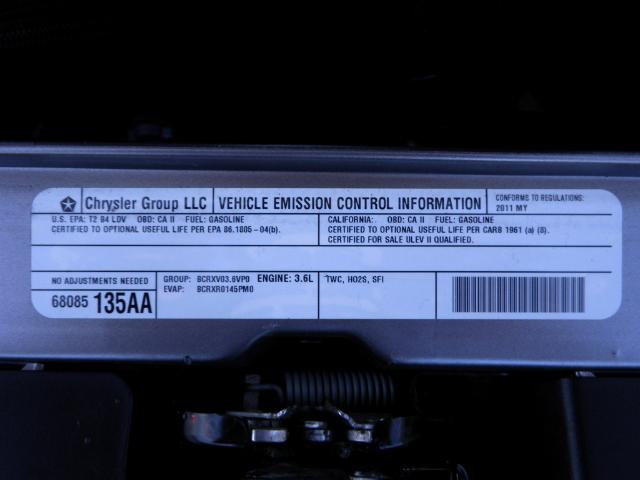 Chrysler Group LLC VEHICLE EMISSION CONTROL INFORMATION CONFORMS TO REGULATIONS:
2011 MY
U.S. EPA: T2 B4 LDV OBD: CA II FUEL: GASOLINE
CERTIFIED TO OPTIONAL USEFUL LIFE PER EPA 86.1805-04(b).
CALIFORNIA: OBD: CA II FUEL: GASOLINE
CERTIFIED TO OPTIONAL USEFUL LIFE PER CARB 1961 (a) (8).
CERTIFIED FOR SALE ULEV II QUALIFIED.
NO ADJUSTMENTS NEEDED
68085 135AA
GROUP: BCRXV03.6VP0 ENGINE: 3.6L
EVAP: BCRXR0145PM0
TWC, HO2S, SFI